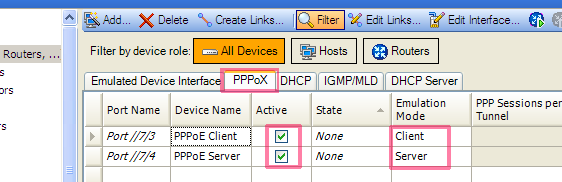 Add... Delete Create Links... Filter Edit Links... Edit Interface...
Routers, ...
Filter by device role: All Devices Hosts Routers
s
Emulated Device Interface PPPoX DHCP IGMP/MLD DHCP Server
ors
Port Name Device Name Active State Emulation Mode PPP Sessions per Tunnel
Port //7/3 PPPoE Client None Client
rs
Port //7/4 PPPoE Server None Server